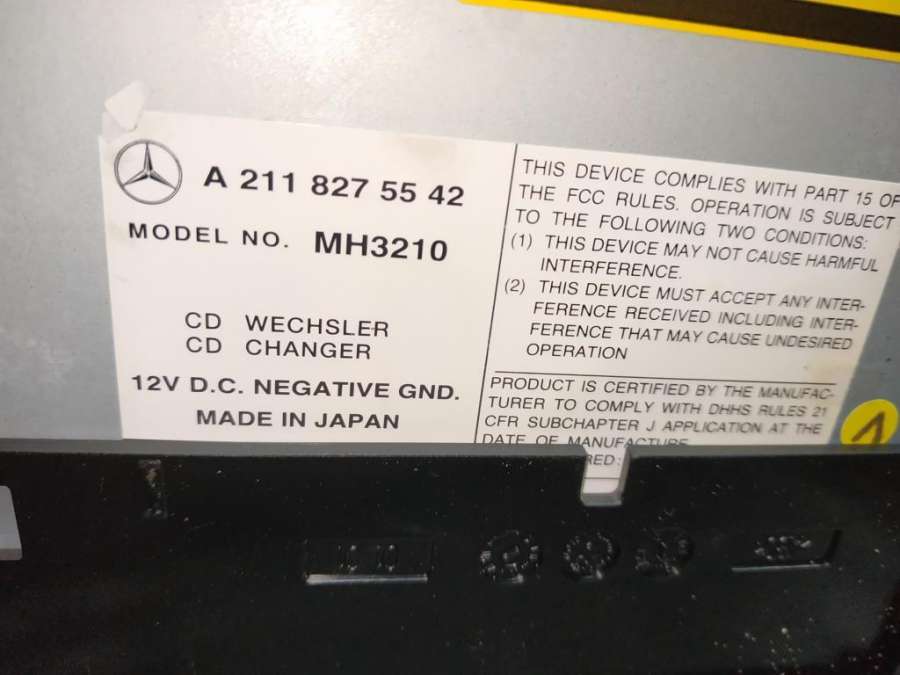 A 211 827 55 42
MODEL NO. MH3210
CD WECHSLER
CD CHANGER
12V D.C. NEGATIVE GND.
MADE IN JAPAN
THIS DEVICE COMPLIES WITH PART 15 OF
THE FCC RULES. OPERATION IS SUBJECT
TO THE FOLLOWING TWO CONDITIONS:
(1) THIS DEVICE MAY NOT CAUSE HARMFUL
INTERFERENCE.
(2) THIS DEVICE MUST ACCEPT ANY INTER-
FERENCE RECEIVED INCLUDING INTER-
FERENCE THAT MAY CAUSE UNDESIRED
OPERATION
PRODUCT IS CERTIFIED BY THE MANUFAC-
TURER TO COMPLY WITH DHHS RULES 21
CFR SUBCHAPTER J APPLICATION AT THE
DATE OF MANUFACTURE
RED: